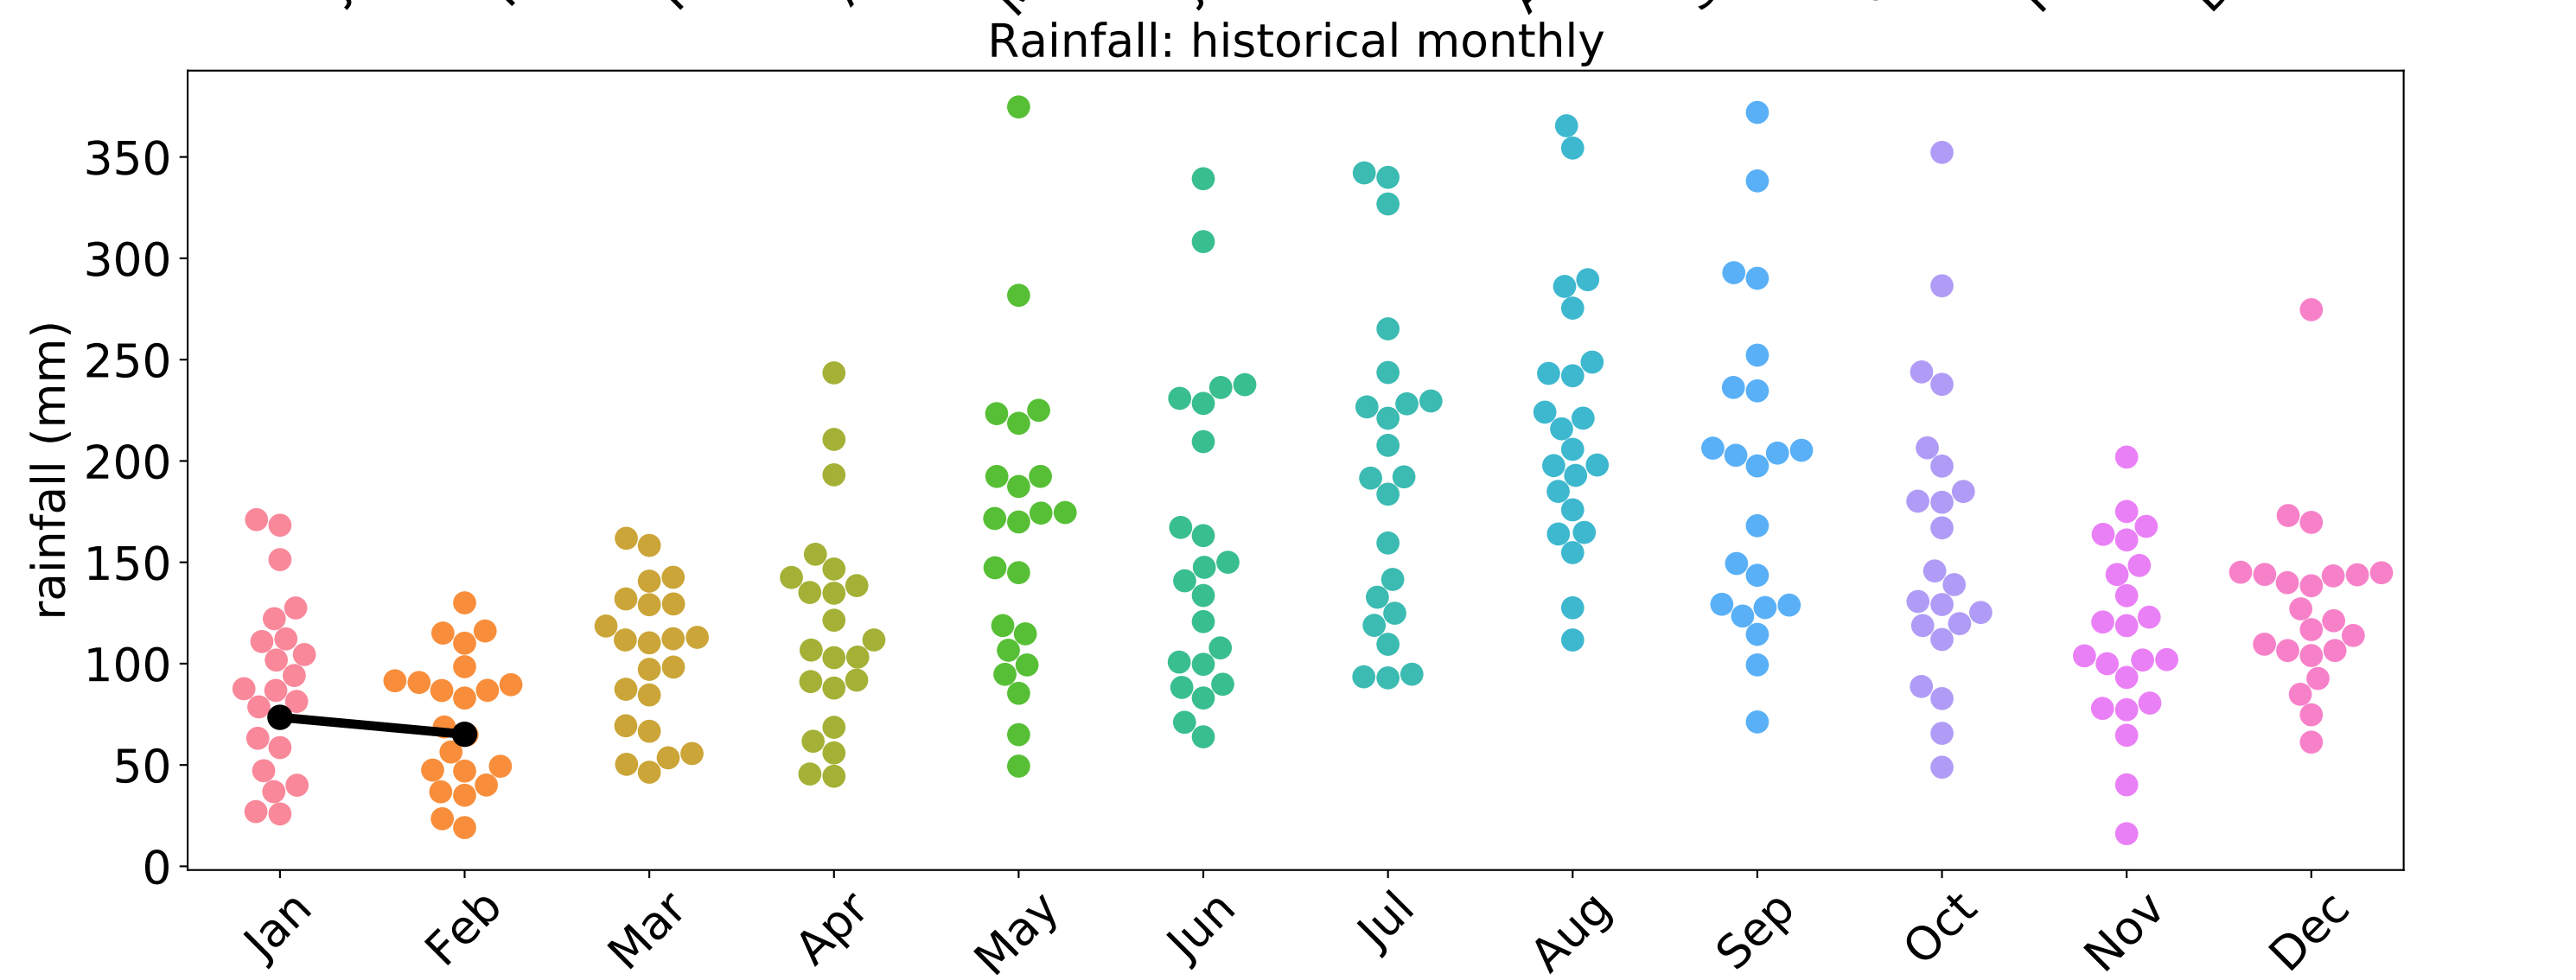 Rainfall: historical monthly
rainfall (mm)
350
300
250
200
150
100
50
0
Jan
Feb
Mar
Apr
May
Jun
Jul
Aug
Sep
Oct
Nov
Dec